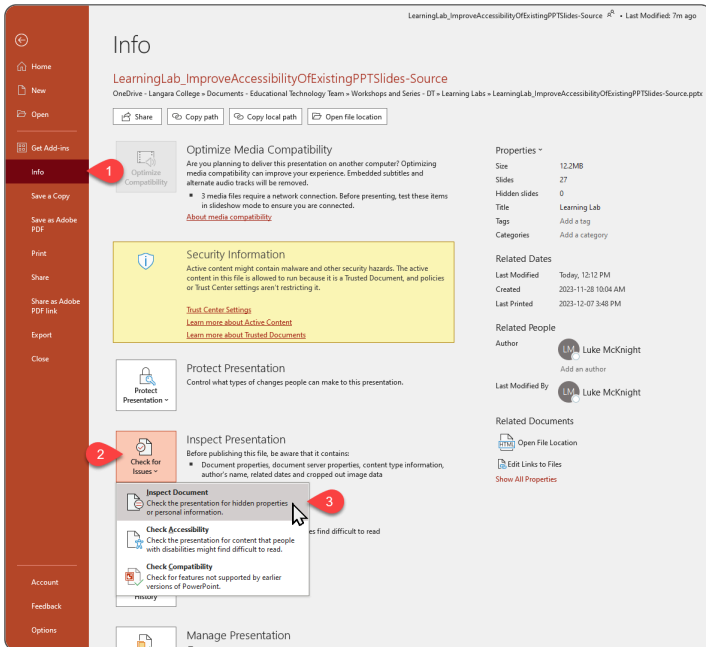 LearningLab_ImproveAccessibilityOfExistingPPTSlides-Source • Last Modified: 7m ago
Info
Home
New
Open
Get Add-ins
Info
Save a Copy
Save as Adobe
PDF
Print
Share
Share as Adobe
PDF link
Export
Close
Account
Feedback
Options
1
2
3
LearningLab_ImproveAccessibilityOfExistingPPTSlides-Source
OneDrive - Langara College » Documents - Educational Technology Team » Workshops and Series - DT » Learning Labs » LearningLab_ImproveAccessibilityOfExistingPPTSlides-Source.pptx
Share
Copy path
Copy local path
Open file location
Optimize
Compatibility
Optimize Media Compatibility
Are you planning to deliver this presentation on another computer? Optimizing
media compatibility can improve your experience. Embedded subtitles and
alternate audio tracks will be removed.
■ 3 media files require a network connection. Before presenting, test these items
in slideshow mode to ensure you are connected.
About media compatibility
Security Information
Active content might contain malware and other security hazards. The active
content in this file is allowed to run because it is a Trusted Document, and policies
or Trust Center settings aren't restricting it.
Trust Center Settings
Learn more about Active Content
Learn more about Trusted Documents
Protect
Presentation
Protect Presentation
Control what types of changes people can make to this presentation.
Check for
Issues
Inspect Presentation
Before publishing this file, be aware that it contains:
■ Document properties, document server properties, content type information,
author's name, related dates and cropped out image data
Inspect Document
Check the presentation for hidden properties
or personal information.
Check Accessibility
Check the presentation for content that people
with disabilities might find difficult to read.
Check Compatibility
Check for features not supported by earlier
versions of PowerPoint.
es find difficult to read
History
Manage Presentation
Properties
Size 12.2MB
Slides 27
Hidden slides 0
Title Learning Lab
Tags Add a tag
Categories Add a category
Related Dates
Last Modified Today, 12:12 PM
Created 2023-11-28 10:04 AM
Last Printed 2023-12-07 3:48 PM
Related People
Author LM Luke McKnight
Add an author
Last Modified By LM Luke McKnight
Related Documents
HTML Open File Location
Edit Links to Files
Show All Properties